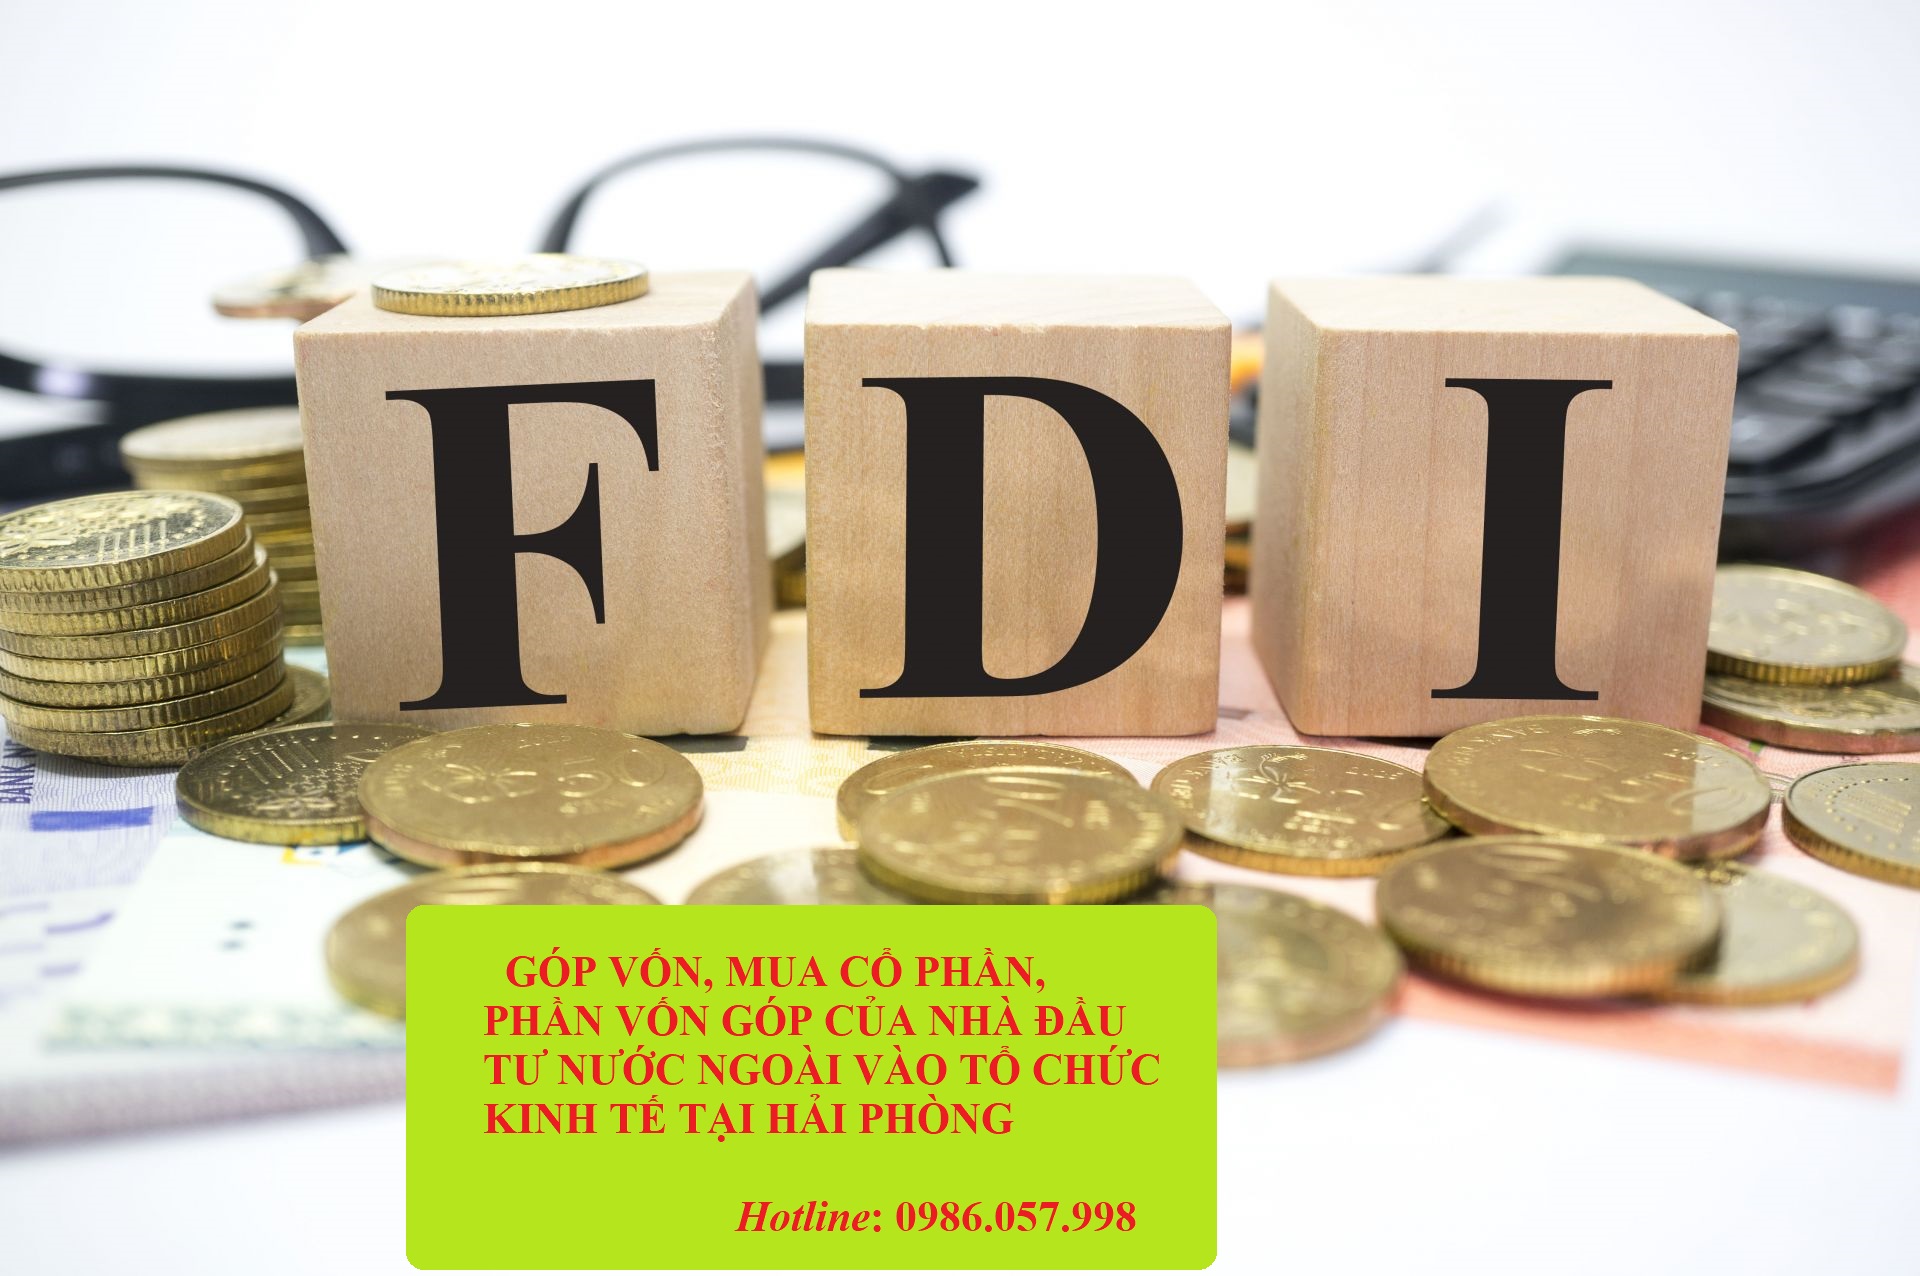 F D I
GÓP VỐN, MUA CỔ PHẦN,
PHẦN VỐN GÓP CỦA NHÀ ĐẦU
TƯ NƯỚC NGOÀI VÀO TỔ CHỨC
KINH TẾ TẠI HẢI PHÒNG
Hotline: 0986.057.998